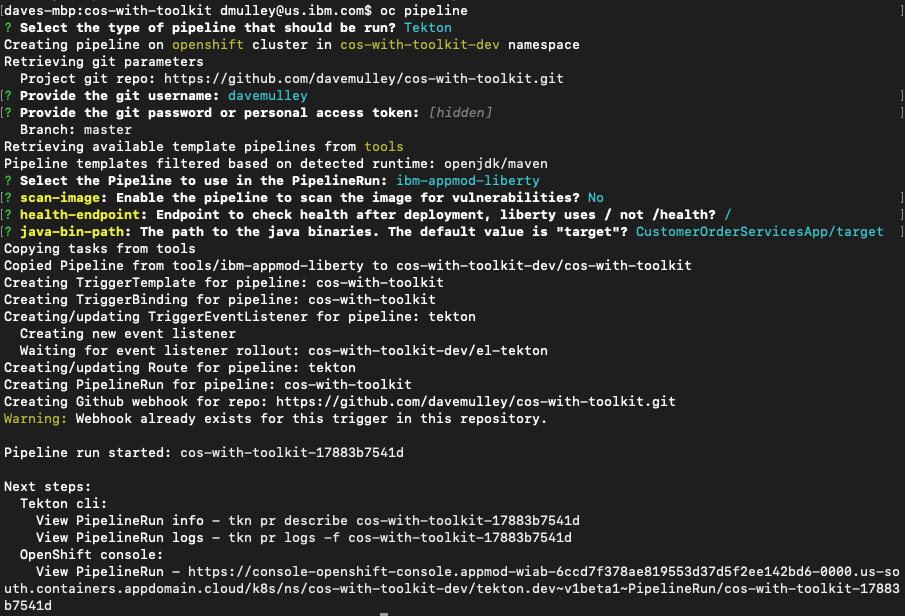 [daves-mbp:cos-with-toolkit dmulley@us.ibm.com$ oc pipeline ]
? Select the type of pipeline that should be run? Tekton
Creating pipeline on openshift cluster in cos-with-toolkit-dev namespace
Retrieving git parameters
  Project git repo: https://github.com/davemulley/cos-with-toolkit.git
[? Provide the git username: davemulley ]
[? Provide the git password or personal access token: [hidden] ]
  Branch: master
Retrieving available template pipelines from tools
Pipeline templates filtered based on detected runtime: openjdk/maven
? Select the Pipeline to use in the PipelineRun: ibm-appmod-liberty
[? scan-image: Enable the pipeline to scan the image for vulnerabilities? No ]
[? health-endpoint: Endpoint to check health after deployment, liberty uses / not /health? / ]
[? java-bin-path: The path to the java binaries. The default value is "target"? CustomerOrderServicesApp/target ]
Copying tasks from tools
Copied Pipeline from tools/ibm-appmod-liberty to cos-with-toolkit-dev/cos-with-toolkit
Creating TriggerTemplate for pipeline: cos-with-toolkit
Creating TriggerBinding for pipeline: cos-with-toolkit
Creating/updating TriggerEventListener for pipeline: tekton
  Creating new event listener
  Waiting for event listener rollout: cos-with-toolkit-dev/el-tekton
Creating/updating Route for pipeline: tekton
Creating PipelineRun for pipeline: cos-with-toolkit
Creating Github webhook for repo: https://github.com/davemulley/cos-with-toolkit.git
Warning: Webhook already exists for this trigger in this repository.
Pipeline run started: cos-with-toolkit-17883b7541d
Next steps:
  Tekton cli:
    View PipelineRun info – tkn pr describe cos-with-toolkit-17883b7541d
    View PipelineRun logs – tkn pr logs -f cos-with-toolkit-17883b7541d
  OpenShift console:
    View PipelineRun – https://console-openshift-console.appmod-wiab-6ccd7f378ae819553d37d5f2ee142bd6-0000.us-so
uth.containers.appdomain.cloud/k8s/ns/cos-with-toolkit-dev/tekton.dev~v1beta1~PipelineRun/cos-with-toolkit-17883
b7541d